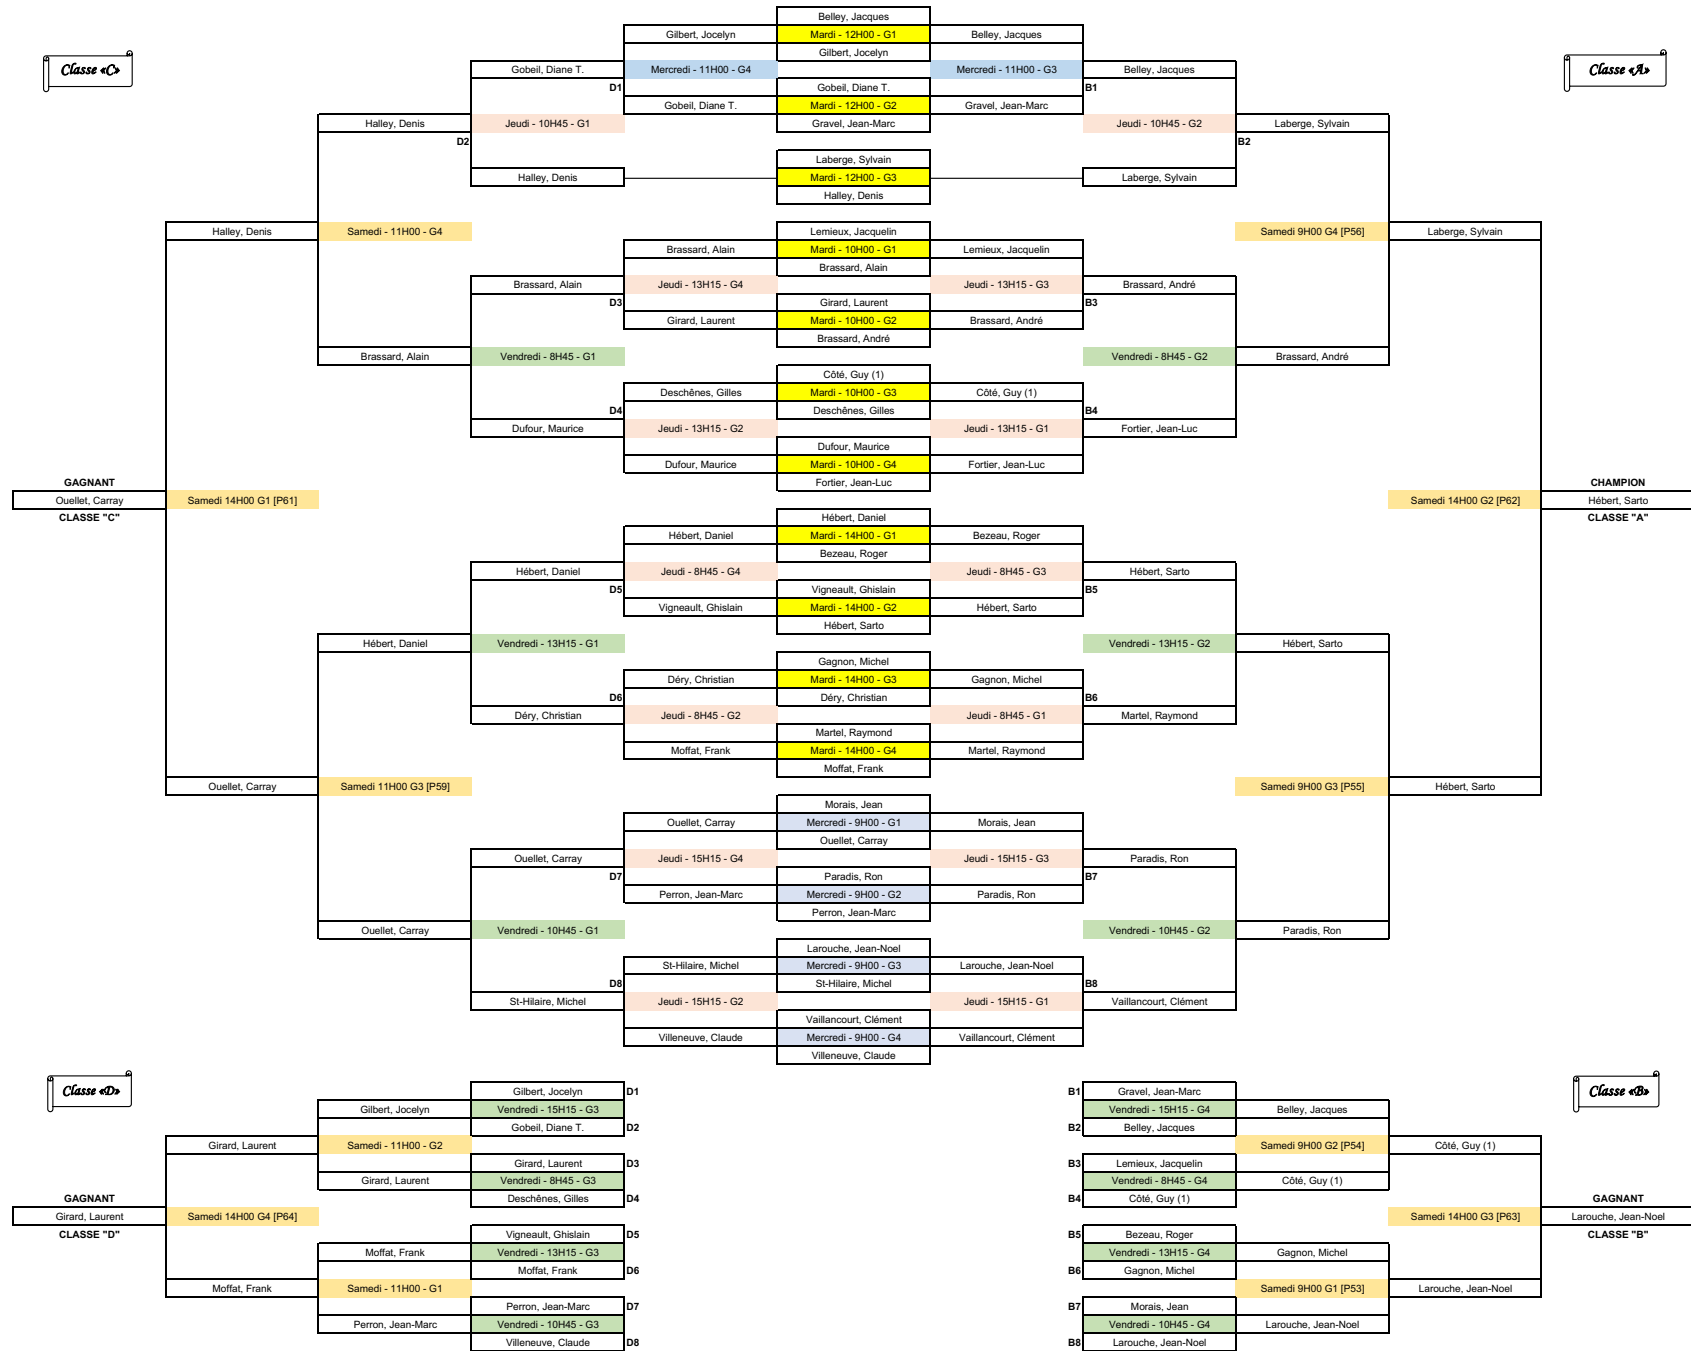 Belley, Jacques
Gilbert, Jocelyn Mardi - 12H00 - G1 Belley, Jacques
Gilbert, Jocelyn
Classe «C» Gobeil, Diane T. Mercredi - 11H00 - G4 Mercredi - 11H00 - G3 Belley, Jacques Classe «A»
D1 Gobeil, Diane T. B1
Gobeil, Diane T. Mardi - 12H00 - G2 Gravel, Jean-Marc
Halley, Denis Jeudi - 10H45 - G1 Gravel, Jean-Marc Jeudi - 10H45 - G2 Laberge, Sylvain
D2 B2
Laberge, Sylvain
Halley, Denis Mardi - 12H00 - G3 Laberge, Sylvain
Halley, Denis
Halley, Denis Samedi - 11H00 - G4 Lemieux, Jacquelin Samedi 9H00 G4 [P56] Laberge, Sylvain
Brassard, Alain Mardi - 10H00 - G1 Lemieux, Jacquelin
Brassard, Alain
Brassard, Alain Jeudi - 13H15 - G4 Jeudi - 13H15 - G3 Brassard, André
D3 Girard, Laurent B3
Girard, Laurent Mardi - 10H00 - G2 Brassard, André
Brassard, André
Brassard, Alain Vendredi - 8H45 - G1 Vendredi - 8H45 - G2 Brassard, André
Côté, Guy (1)
Deschênes, Gilles Mardi - 10H00 - G3 Côté, Guy (1)
D4 Deschênes, Gilles B4
Dufour, Maurice Jeudi - 13H15 - G2 Jeudi - 13H15 - G1 Fortier, Jean-Luc
Dufour, Maurice
Dufour, Maurice Mardi - 10H00 - G4 Fortier, Jean-Luc
GAGNANT Fortier, Jean-Luc CHAMPION
Ouellet, Carray Samedi 14H00 G1 [P61] Samedi 14H00 G2 [P62] Hébert, Sarto
CLASSE "C" Hébert, Daniel CLASSE "A"
Hébert, Daniel Mardi - 14H00 - G1 Bezeau, Roger
Bezeau, Roger
Hébert, Daniel Jeudi - 8H45 - G4 Jeudi - 8H45 - G3 Hébert, Sarto
D5 Vigneault, Ghislain B5
Vigneault, Ghislain Mardi - 14H00 - G2 Hébert, Sarto
Hébert, Sarto
Hébert, Daniel Vendredi - 13H15 - G1 Vendredi - 13H15 - G2 Hébert, Sarto
Gagnon, Michel
Déry, Christian Mardi - 14H00 - G3 Gagnon, Michel
D6 Déry, Christian B6
Déry, Christian Jeudi - 8H45 - G2 Jeudi - 8H45 - G1 Martel, Raymond
Martel, Raymond
Moffat, Frank Mardi - 14H00 - G4 Martel, Raymond
Moffat, Frank
Ouellet, Carray Samedi 11H00 G3 [P59] Samedi 9H00 G3 [P55] Hébert, Sarto
Morais, Jean
Ouellet, Carray Mercredi - 9H00 - G1 Morais, Jean
Ouellet, Carray
Ouellet, Carray Jeudi - 15H15 - G4 Jeudi - 15H15 - G3 Paradis, Ron
D7 Paradis, Ron B7
Perron, Jean-Marc Mercredi - 9H00 - G2 Paradis, Ron
Perron, Jean-Marc
Ouellet, Carray Vendredi - 10H45 - G1 Vendredi - 10H45 - G2 Paradis, Ron
Larouche, Jean-Noel
St-Hilaire, Michel Mercredi - 9H00 - G3 Larouche, Jean-Noel
D8 St-Hilaire, Michel B8
St-Hilaire, Michel Jeudi - 15H15 - G2 Jeudi - 15H15 - G1 Vaillancourt, Clément
Vaillancourt, Clément
Villeneuve, Claude Mercredi - 9H00 - G4 Vaillancourt, Clément
Villeneuve, Claude
Classe «D» Gilbert, Jocelyn D1 B1 Gravel, Jean-Marc Classe «B»
Gilbert, Jocelyn Vendredi - 15H15 - G3 Vendredi - 15H15 - G4 Belley, Jacques
Gobeil, Diane T. D2 B2 Belley, Jacques
Girard, Laurent Samedi - 11H00 - G2 Samedi 9H00 G2 [P54] Côté, Guy (1)
Girard, Laurent D3 B3 Lemieux, Jacquelin
Girard, Laurent Vendredi - 8H45 - G3 Vendredi - 8H45 - G4 Côté, Guy (1)
GAGNANT Deschênes, Gilles D4 B4 Côté, Guy (1) GAGNANT
Girard, Laurent Samedi 14H00 G4 [P64] Samedi 14H00 G3 [P63] Larouche, Jean-Noel
CLASSE "D" Vigneault, Ghislain D5 B5 Bezeau, Roger CLASSE "B"
Moffat, Frank Vendredi - 13H15 - G3 Vendredi - 13H15 - G4 Gagnon, Michel
Moffat, Frank D6 B6 Gagnon, Michel
Moffat, Frank Samedi - 11H00 - G1 Samedi 9H00 G1 [P53] Larouche, Jean-Noel
Perron, Jean-Marc D7 B7 Morais, Jean
Perron, Jean-Marc Vendredi - 10H45 - G3 Vendredi - 10H45 - G4 Larouche, Jean-Noel
Villeneuve, Claude D8 B8 Larouche, Jean-Noel